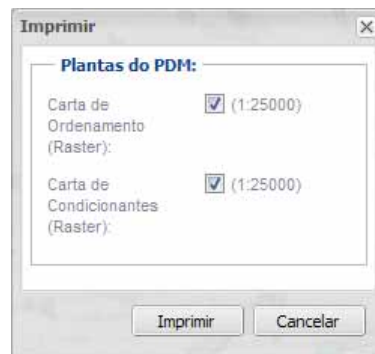 Imprimir
Plantas do PDM:
Carta de (1:25000)
Ordenamento
(Raster):
Carta de (1:25000)
Condicionantes
(Raster):
Imprimir Cancelar